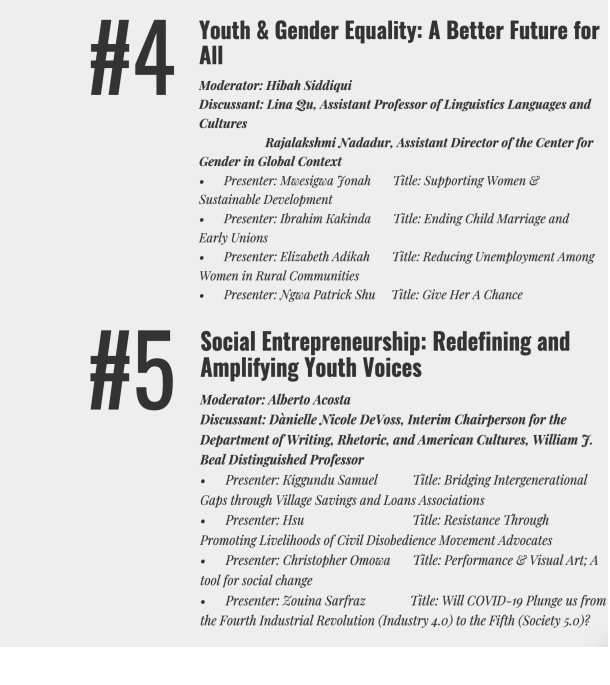 #4
Youth & Gender Equality: A Better Future for
All
Moderator: Hibah Siddiqui
Discussant: Lina Qu, Assistant Professor of Linguistics Languages and
Cultures
Rajalakshmi Nadadur, Assistant Director of the Center for
Gender in Global Context
• Presenter: Mwesigwa Jonah Title: Supporting Women &
Sustainable Development
• Presenter: Ibrahim Kakinda Title: Ending Child Marriage and
Early Unions
• Presenter: Elizabeth Adikah Title: Reducing Unemployment Among
Women in Rural Communities
• Presenter: Ngwa Patrick Shu Title: Give Her A Chance
#5
Social Entrepreneurship: Redefining and
Amplifying Youth Voices
Moderator: Alberto Acosta
Discussant: Dànielle Nicole DeVoss, Interim Chairperson for the
Department of Writing, Rhetoric, and American Cultures, William J.
Beal Distinguished Professor
• Presenter: Kiggundu Samuel Title: Bridging Intergenerational
Gaps through Village Savings and Loans Associations
• Presenter: Hsu Title: Resistance Through
Promoting Livelihoods of Civil Disobedience Movement Advocates
• Presenter: Christopher Omowa Title: Performance & Visual Art; A
tool for social change
• Presenter: Zouina Sarfraz Title: Will COVID-19 Plunge us from
the Fourth Industrial Revolution (Industry 4.0) to the Fifth (Society 5.0)?